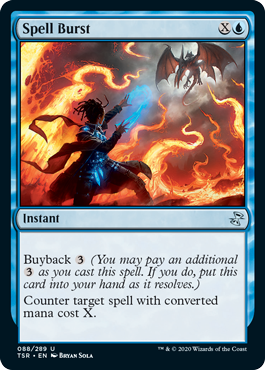 Spell Burst X
Instant
Buyback 3 (You may pay an additional
3 as you cast this spell. If you do, put this
card into your hand as it resolves.)
Counter target spell with converted
mana cost X.
088/289 U
TSR • EN BRYAN SOLA
™ & © 2020 Wizards of the Coast